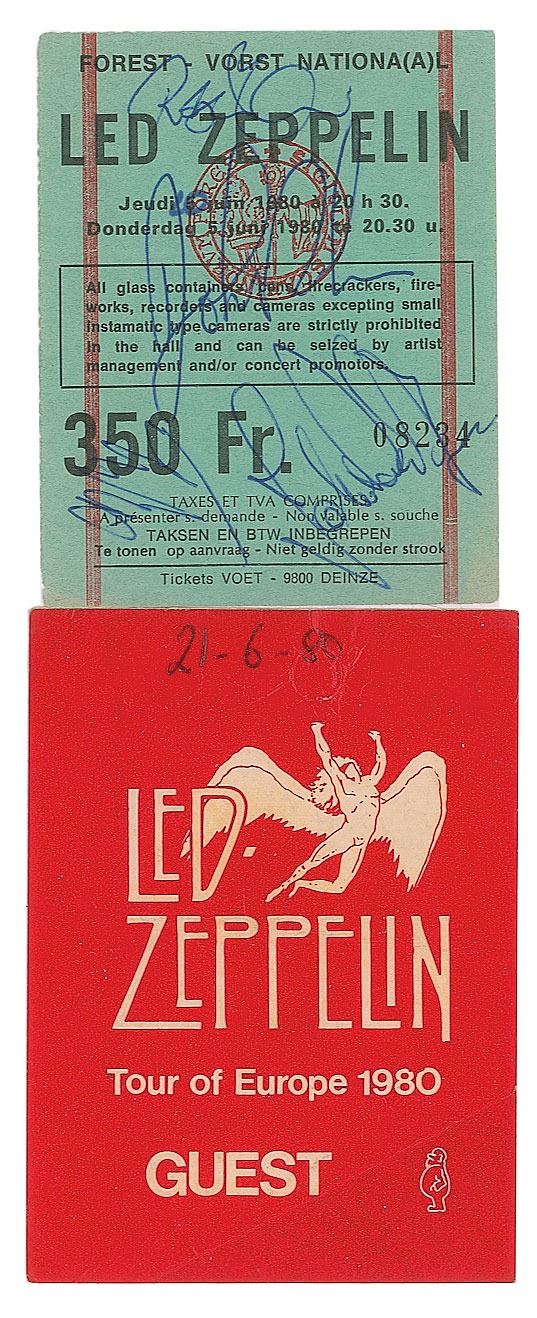 FOREST - VORST NATIONA(A)L
LED ZEPPELIN
Jeudi 5 juin 1980 à 20 h 30.
Donderdag 5 juni 1980 te 20.30 u.
All glass containers, cans, firecrackers, fire-
works, recorders and cameras excepting small
instamatic type cameras are strictly prohibited
in the hall and can be seized by artist
management and/or concert promotors.
350 Fr.
08234
TAXES ET TVA COMPRISES
A présenter s. demande - Non valable s. souche
TAKSEN EN BTW INBEGREPEN
Te tonen op aanvraag - Niet geldig zonder strook
Tickets VOET - 9800 DEINZE
21-6-80
LED
ZEPPELIN
Tour of Europe 1980
GUEST